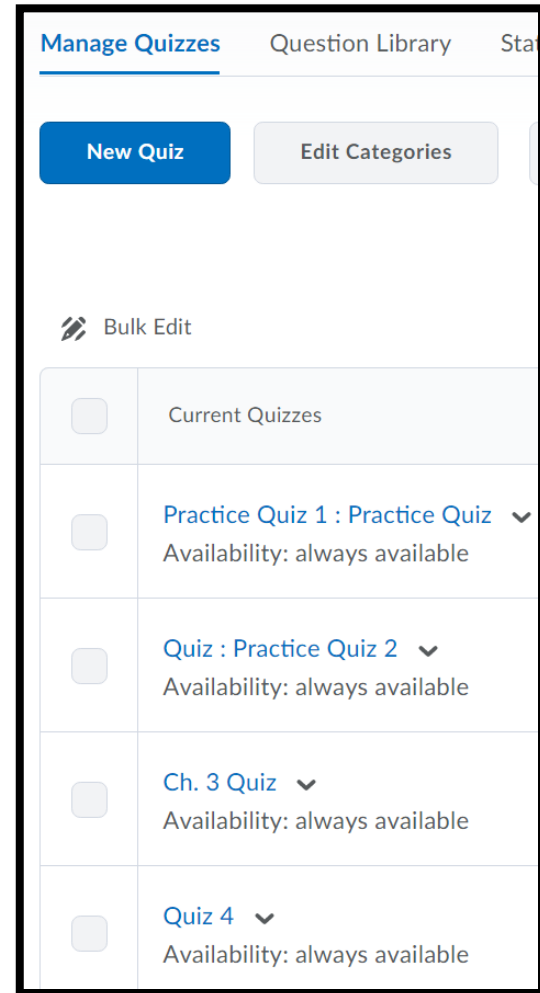 Manage Quizzes Question Library
New Quiz Edit Categories
Bulk Edit
Current Quizzes
Practice Quiz 1 : Practice Quiz
Availability: always available
Quiz : Practice Quiz 2
Availability: always available
Ch. 3 Quiz
Availability: always available
Quiz 4
Availability: always available